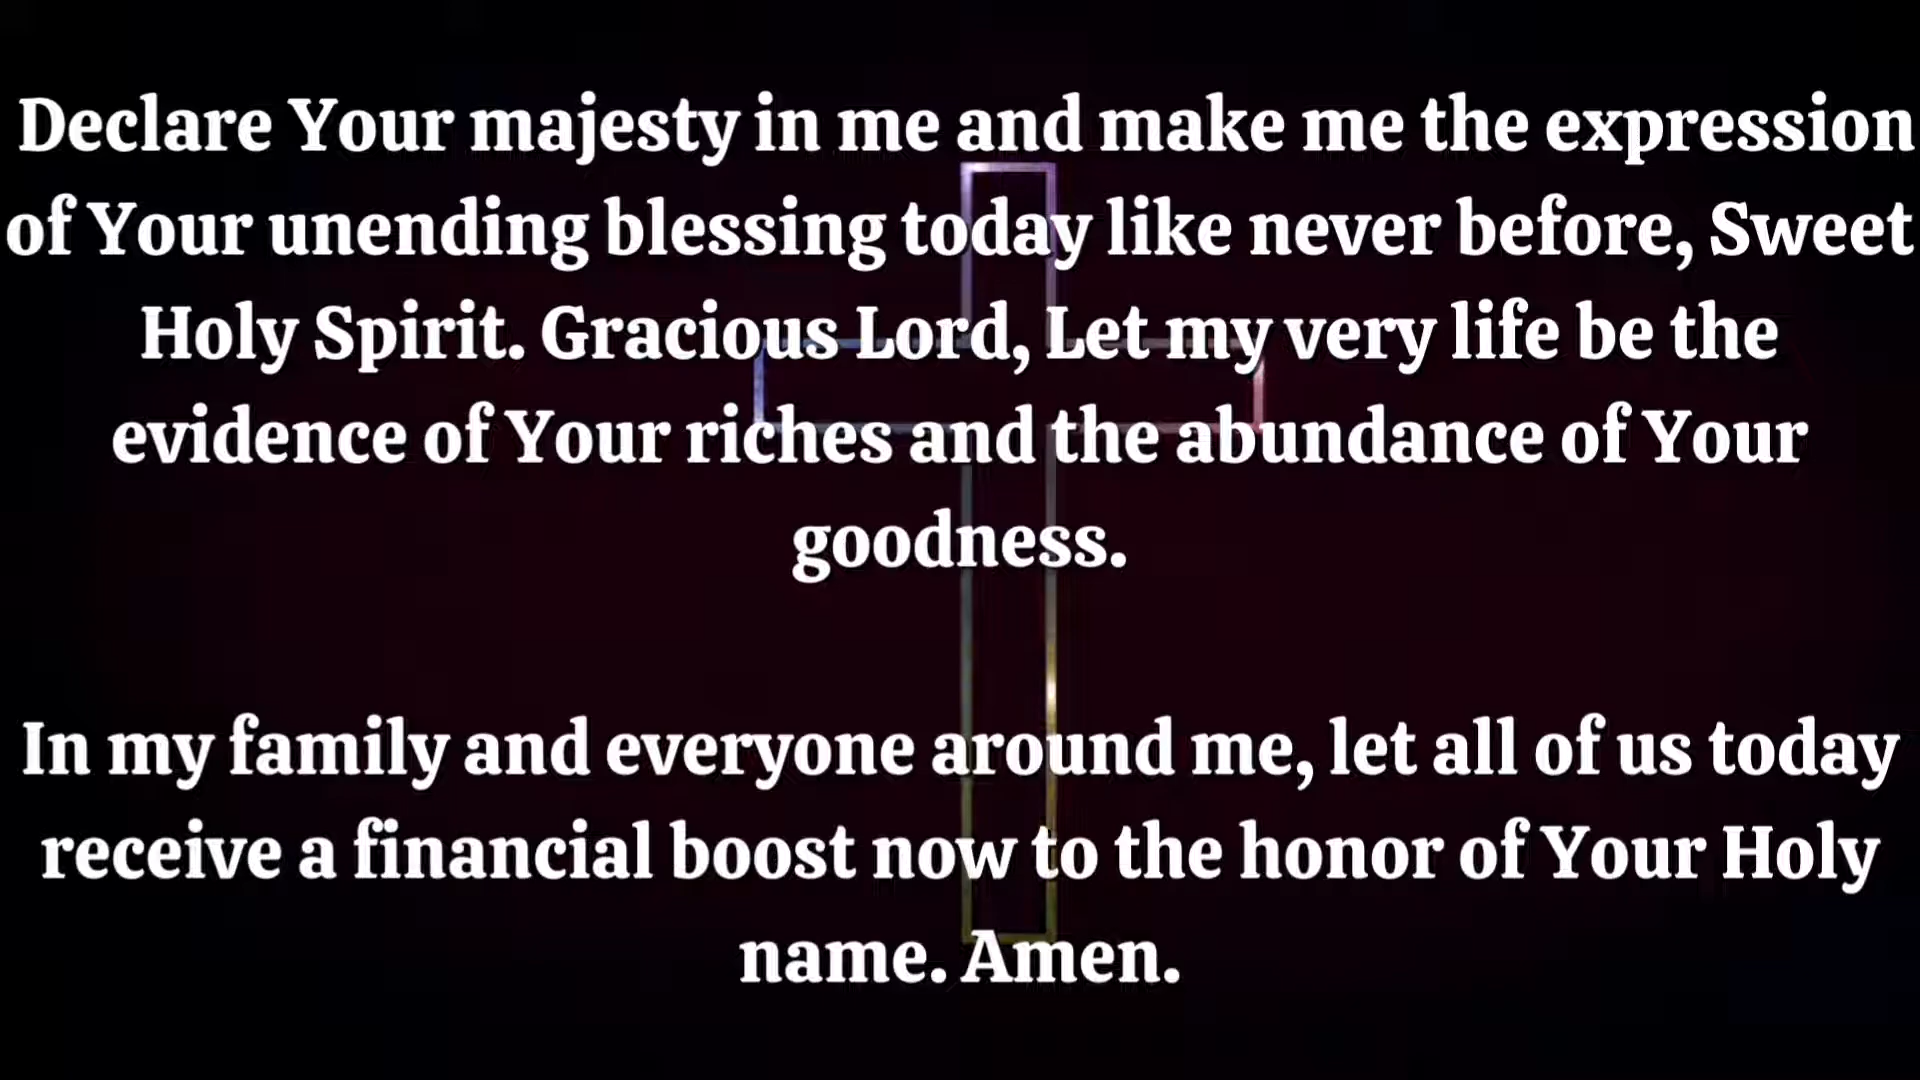 Declare Your majesty in me and make me the expression
of Your unending blessing today like never before, Sweet
Holy Spirit. Gracious Lord, Let my very life be the
evidence of Your riches and the abundance of Your
goodness.
In my family and everyone around me, let all of us today
receive a financial boost now to the honor of Your Holy
name. Amen.